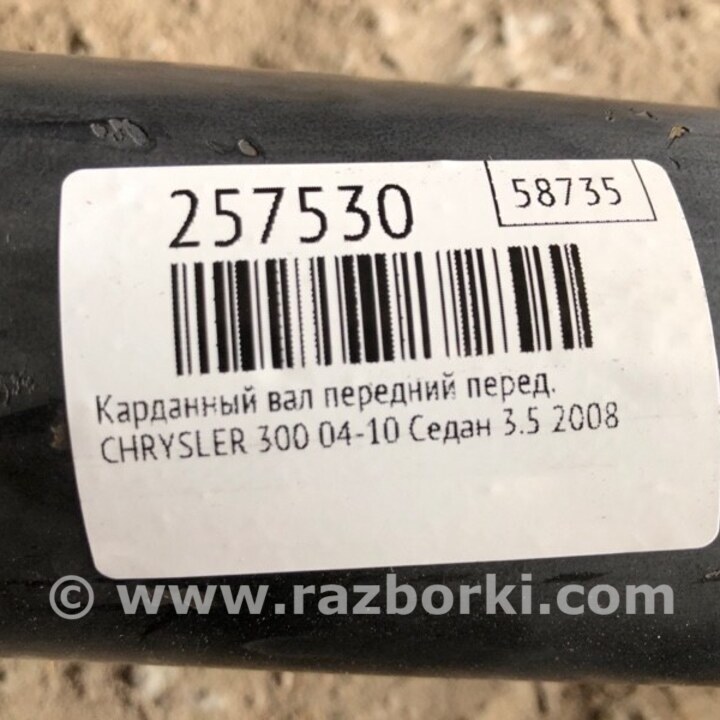 257530
58735
Карданный вал передний перед.
CHRYSLER 300 04-10 Седан 3.5 2008
© www.razborki.com